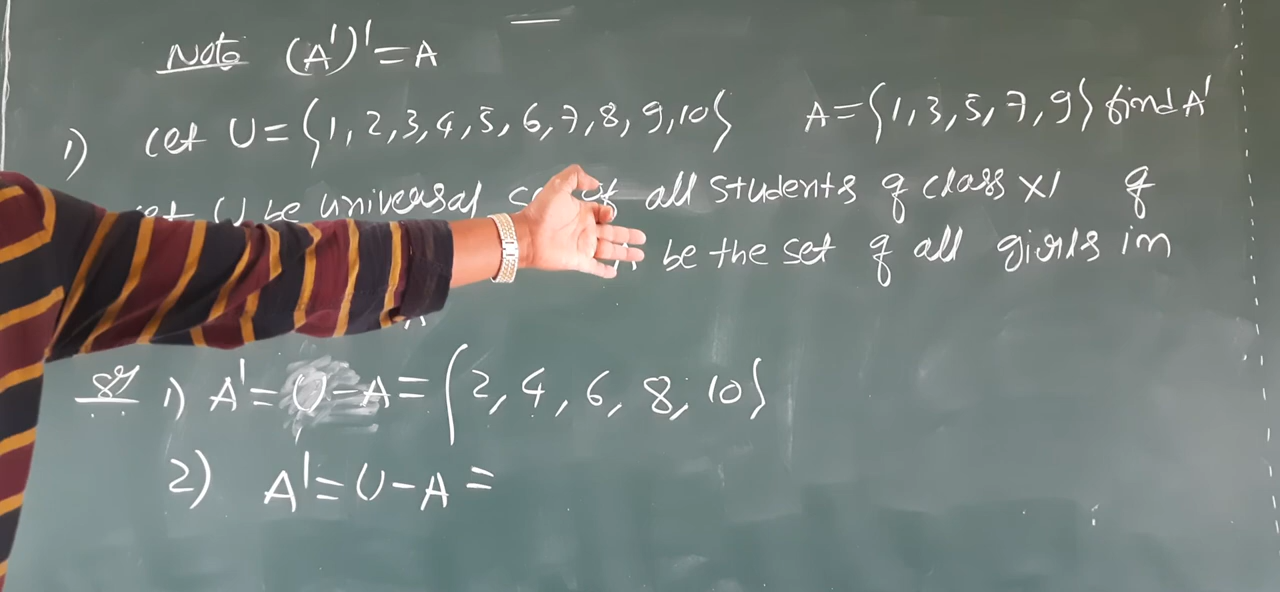 Note (A')' = A
1) Let U = {1, 2, 3, 4, 5, 6, 7, 8, 9, 10} A = {1, 3, 5, 7, 9} find A'
U be universal of all students of class XI of
be the set of all girls in
1) A' = U - A = {2, 4, 6, 8, 10}
2) A' = U - A =